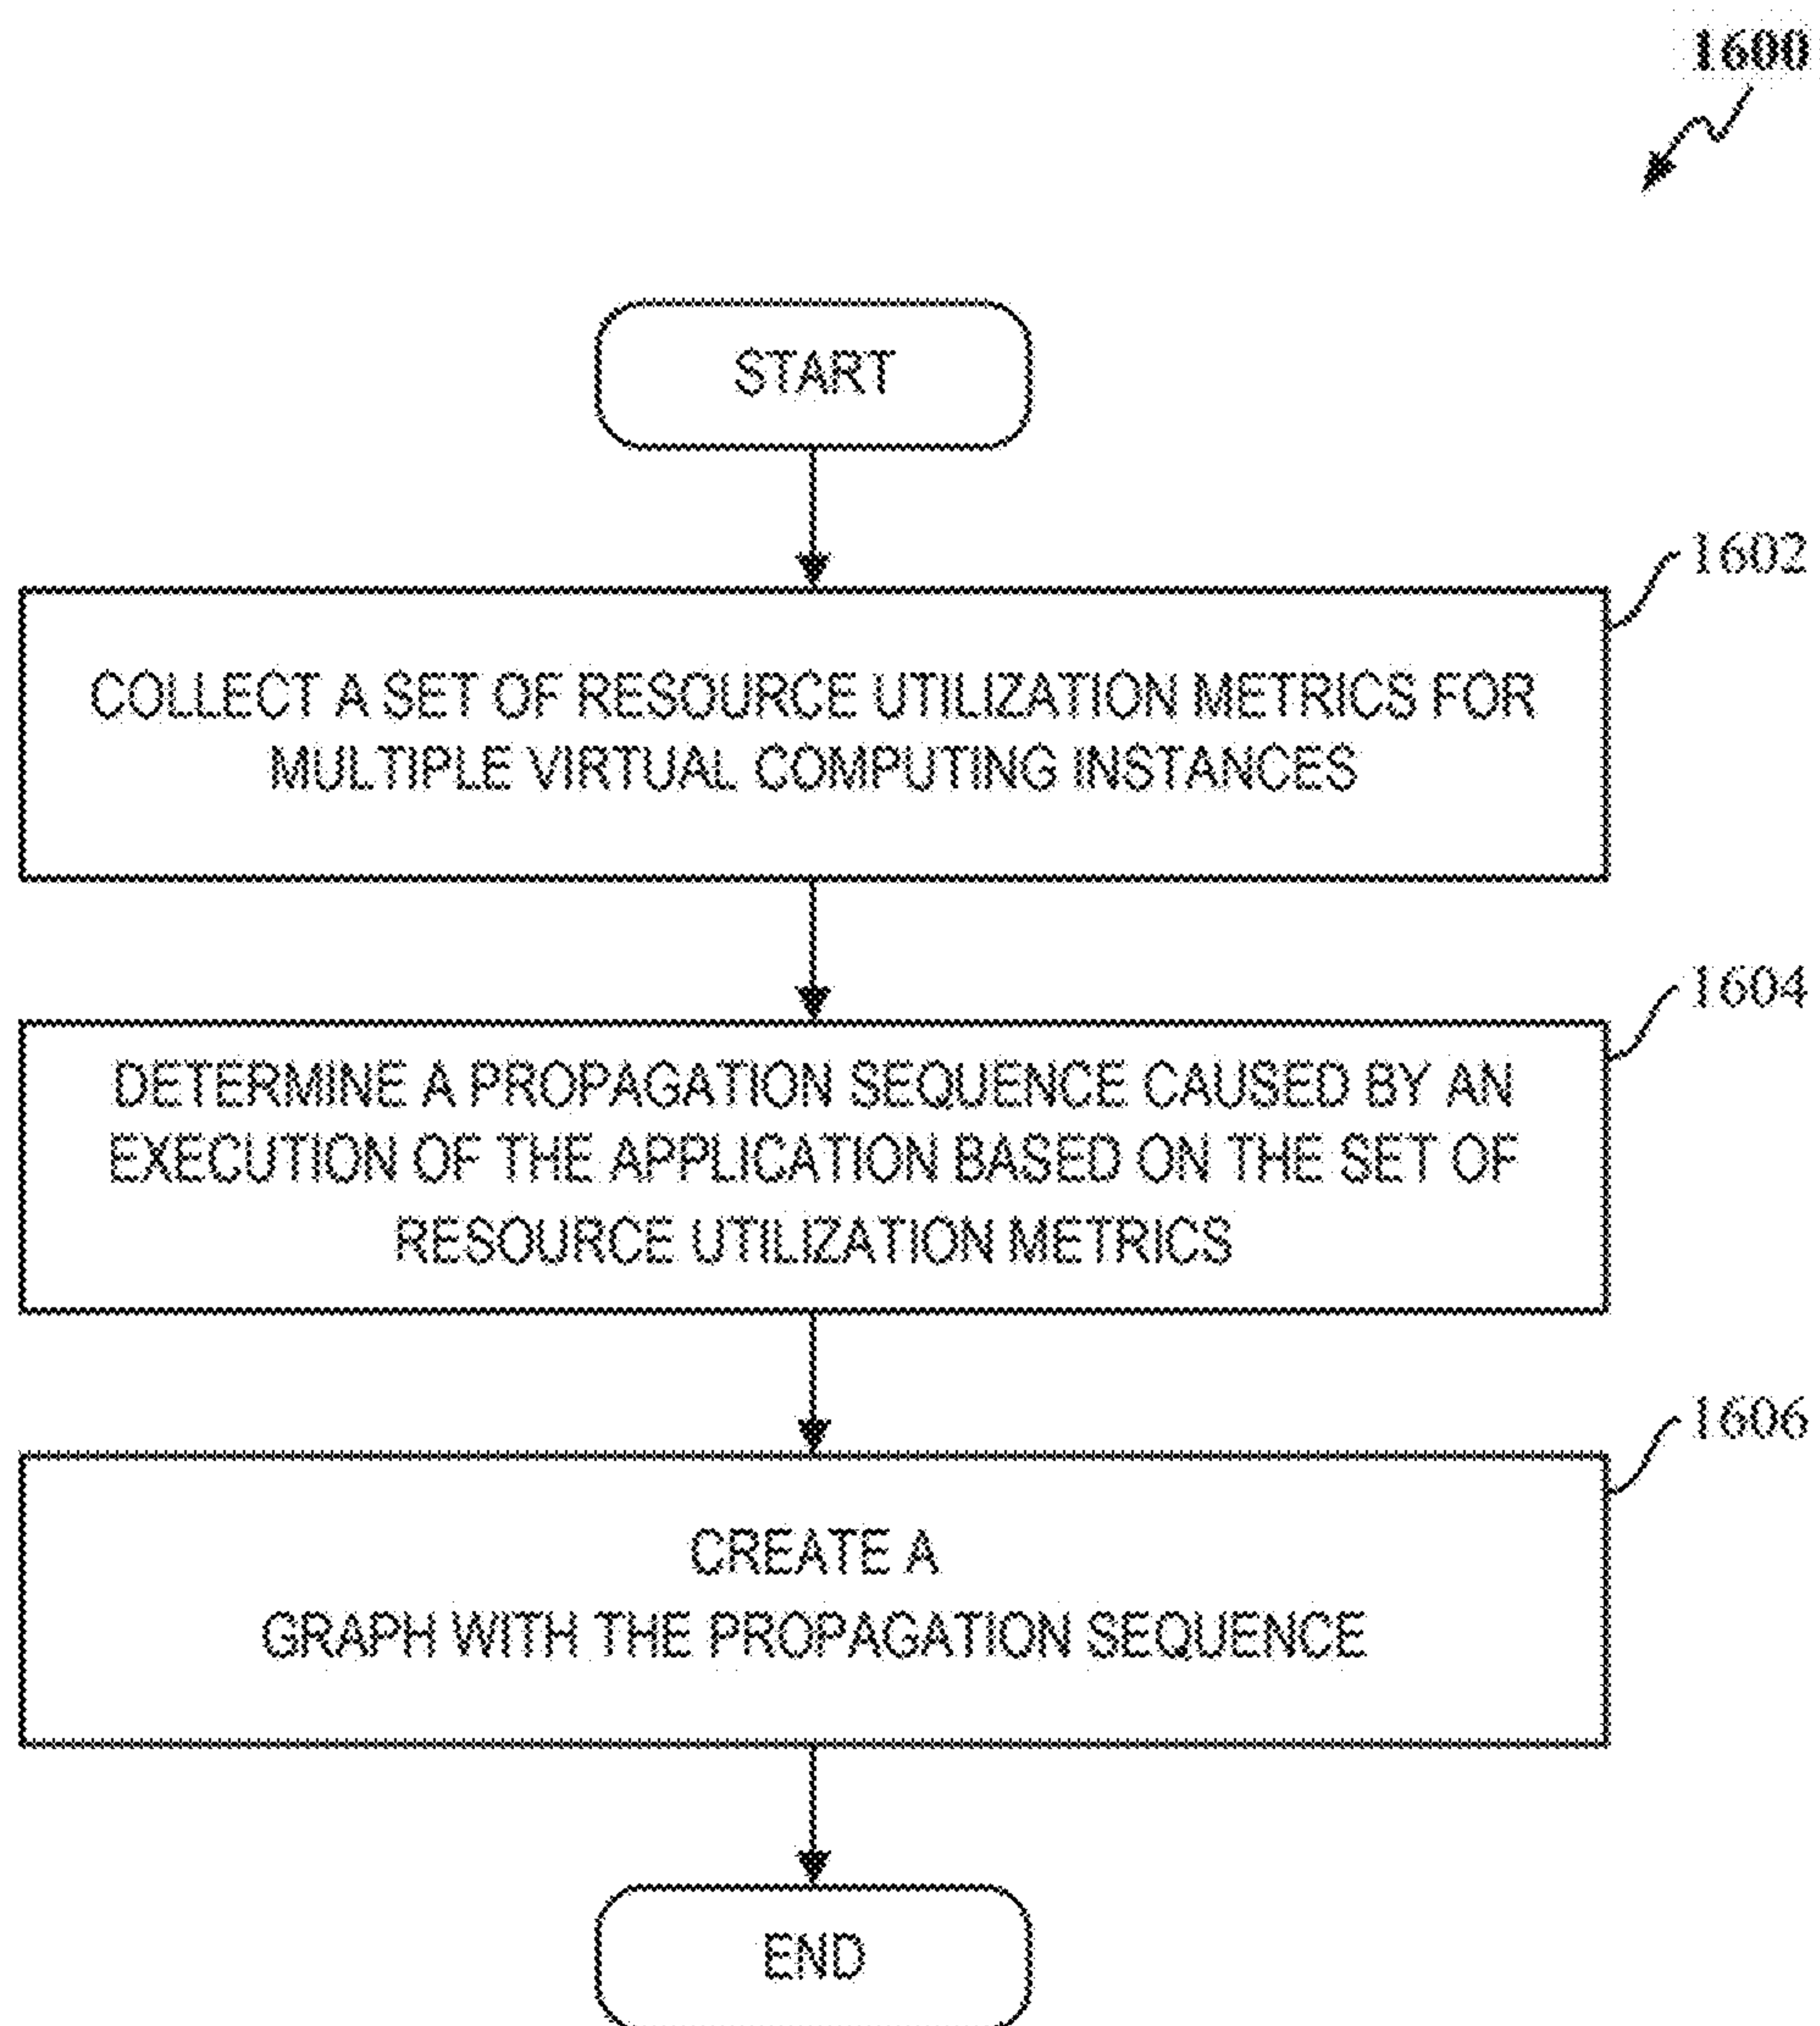 1600
START
1602
COLLECT A SET OF RESOURCE UTILIZATION METRICS FOR
MULTIPLE VIRTUAL COMPUTING INSTANCES
1604
DETERMINE A PROPAGATION SEQUENCE CAUSED BY AN
EXECUTION OF THE APPLICATION BASED ON THE SET OF
RESOURCE UTILIZATION METRICS
1606
CREATE A
GRAPH WITH THE PROPAGATION SEQUENCE
END